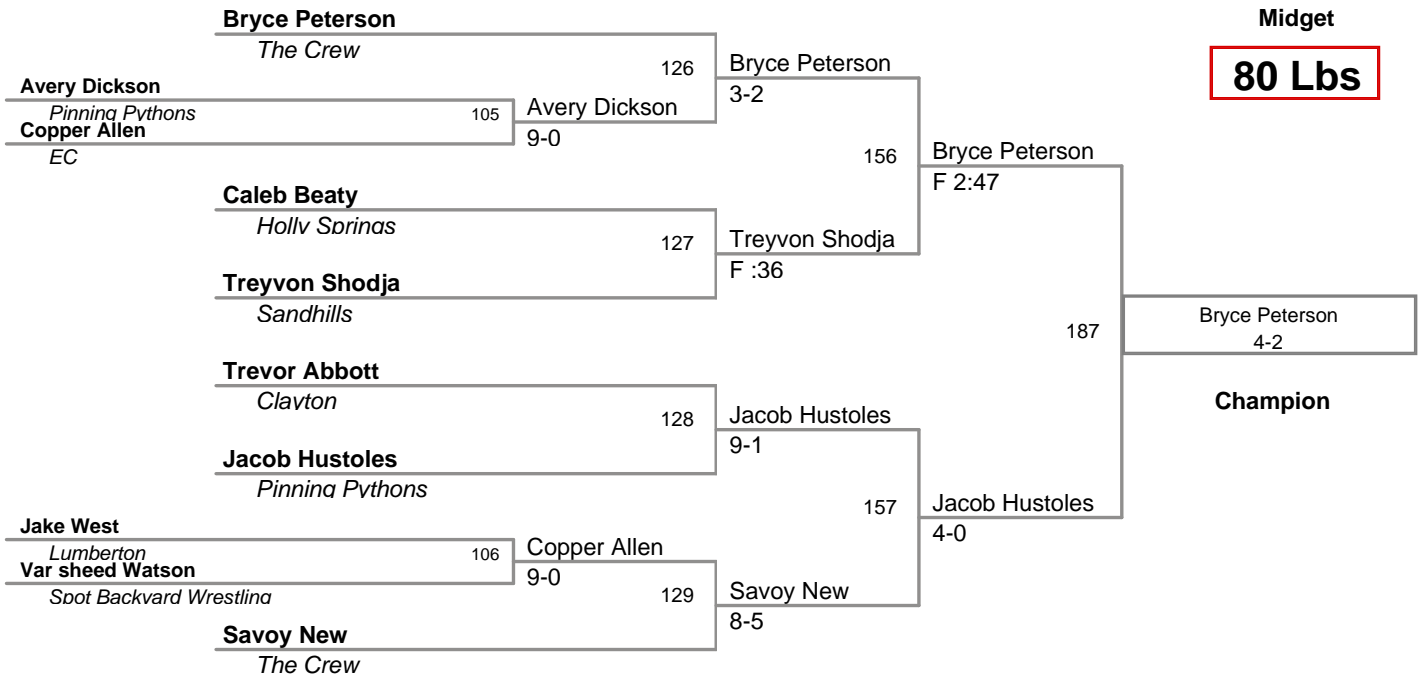 Bryce Peterson
The Crew
Midget
80 Lbs
Avery Dickson
Pinning Pythons
Copper Allen
EC
105
Avery Dickson
9-0
126
Bryce Peterson
3-2
Caleb Beaty
Holly Springs
127
Treyvon Shodja
F :36
Treyvon Shodja
Sandhills
156
Bryce Peterson
F 2:47
Trevor Abbott
Clayton
128
Jacob Hustoles
9-1
Jacob Hustoles
Pinning Pythons
Jake West
Lumberton
Var sheed Watson
Spot Backyard Wrestling
106
Copper Allen
9-0
129
Savoy New
8-5
Savoy New
The Crew
157
Jacob Hustoles
4-0
187
Bryce Peterson
4-2
Champion